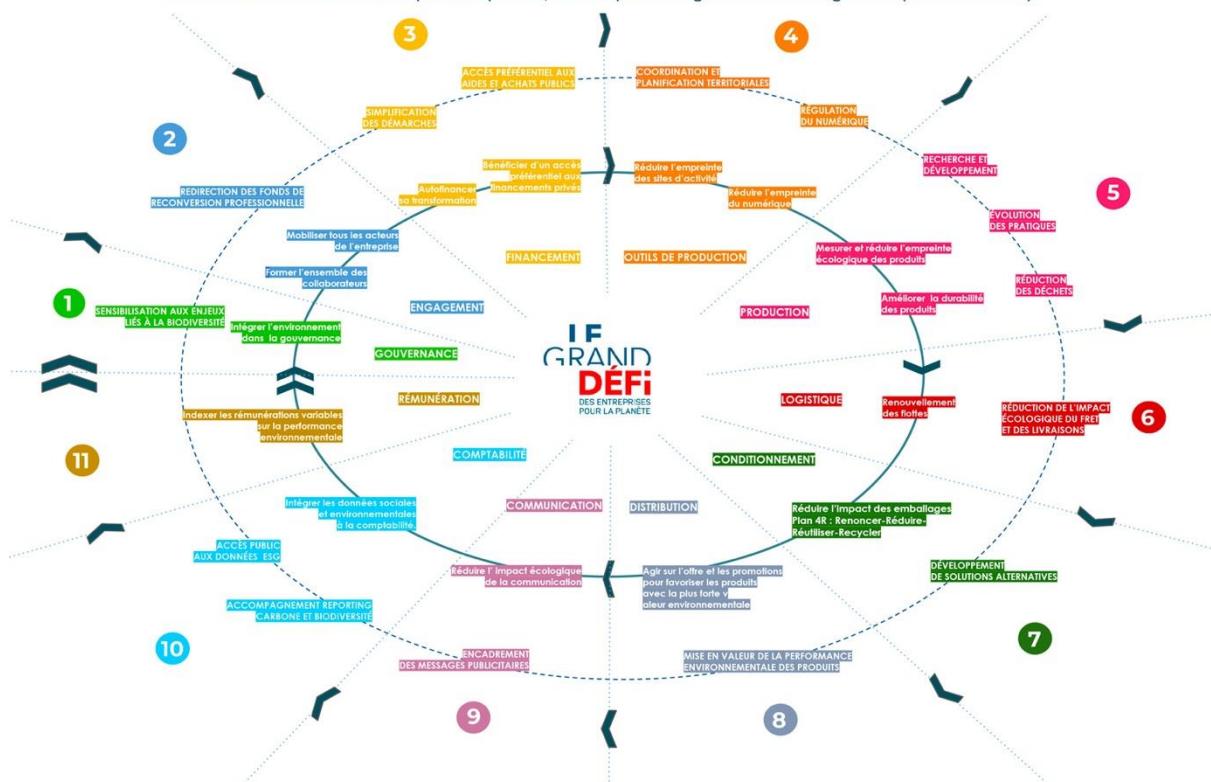 3
4
ACCÈS PRÉFÉRENTIEL AUX
AIDES ET ACHATS PUBLICS
COORDINATION ET
PLANIFICATION TERRITORIALES
SIMPLIFICATION
DES DÉMARCHES
RÉGULATION
DU NUMÉRIQUE
2
Bénéficier d'un accès
préférentiel aux
financements privés
Réduire l'empreinte
des sites d'activité
RECHERCHE ET
DÉVELOPPEMENT
5
REDIRECTION DES FONDS DE
RECONVERSION PROFESSIONNELLE
Autofinancer
sa transformation
Réduire l'empreinte
du numérique
ÉVOLUTION
DES PRATIQUES
Mobiliser tous les acteurs
de l'entreprise
FINANCEMENT
OUTILS DE PRODUCTION
Mesurer et réduire l'empreinte
écologique des produits
Former l'ensemble des
collaborateurs
RÉDUCTION
DES DÉCHETS
1
SENSIBILISATION AUX ENJEUX
LIÉS À LA BIODIVERSITÉ
ENGAGEMENT
PRODUCTION
Améliorer la durabilité
des produits
Intégrer l'environnement
dans la gouvernance
GOUVERNANCE
LE
GRAND
DÉFi
DES ENTREPRISES
POUR LA PLANÈTE
RÉMUNÉRATION
LOGISTIQUE
Renouvellement
des flottes
RÉDUCTION DE L'IMPACT
ÉCOLOGIQUE DU FRET
ET DES LIVRAISONS
6
Indexer les rémunérations variables
sur la performance
environnementale
11
COMPTABILITÉ
CONDITIONNEMENT
Intégrer les données sociales
et environnementales
à la comptabilité.
COMMUNICATION
DISTRIBUTION
Réduire l'impact des emballages
Plan 4R : Renoncer-Réduire-
Réutiliser-Recycler
ACCÈS PUBLIC
AUX DONNÉES ESG
Réduire l' impact écologique
de la communication
Agir sur l'offre et les promotions
pour favoriser les produits
avec la plus forte v
aleur environnementale
DÉVELOPPEMENT
DE SOLUTIONS ALTERNATIVES
ACCOMPAGNEMENT REPORTING
CARBONE ET BIODIVERSITÉ
10
7
ENCADREMENT
DES MESSAGES PUBLICITAIRES
MISE EN VALEUR DE LA PERFORMANCE
ENVIRONNEMENTALE DES PRODUITS
9
8